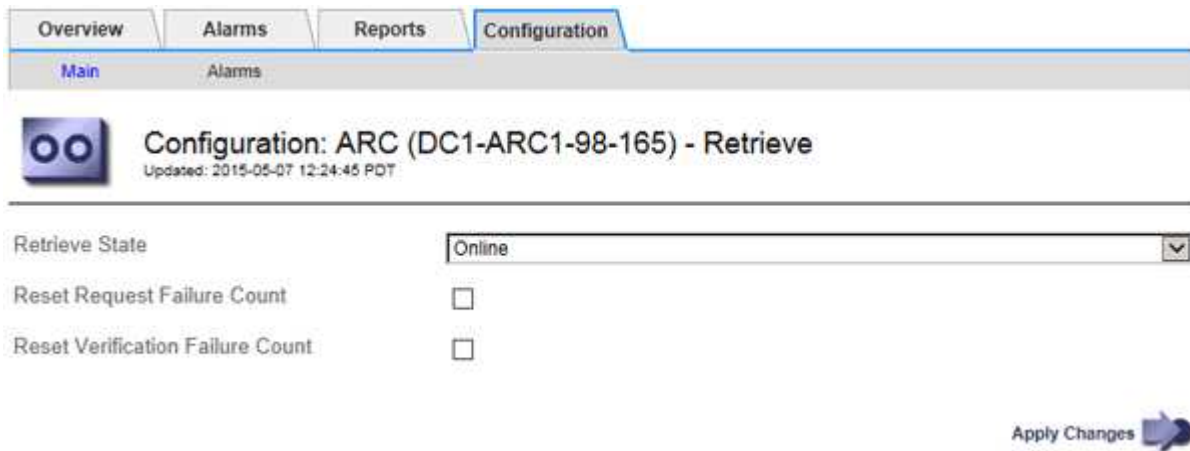 Overview Alarms Reports Configuration
Main Alarms
Configuration: ARC (DC1-ARC1-98-165) - Retrieve
Updated: 2015-05-07 12:24:45 PDT
Retrieve State Online
Reset Request Failure Count
Reset Verification Failure Count
Apply Changes